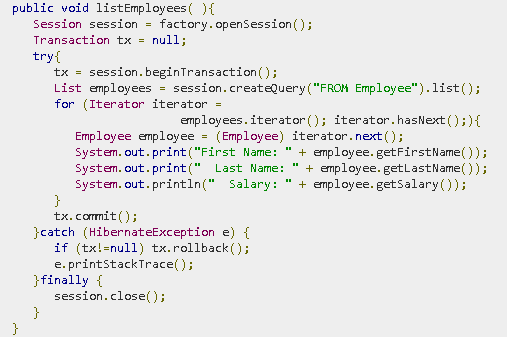 public void listEmployees( ){
   Session session = factory.openSession();
   Transaction tx = null;
   try{
      tx = session.beginTransaction();
      List employees = session.createQuery("FROM Employee").list();
      for (Iterator iterator =
                        employees.iterator(); iterator.hasNext();){
         Employee employee = (Employee) iterator.next();
         System.out.print("First Name: " + employee.getFirstName());
         System.out.print("  Last Name: " + employee.getLastName());
         System.out.println("  Salary: " + employee.getSalary());
      }
      tx.commit();
   }catch (HibernateException e) {
      if (tx!=null) tx.rollback();
      e.printStackTrace();
   }finally {
      session.close();
   }
}